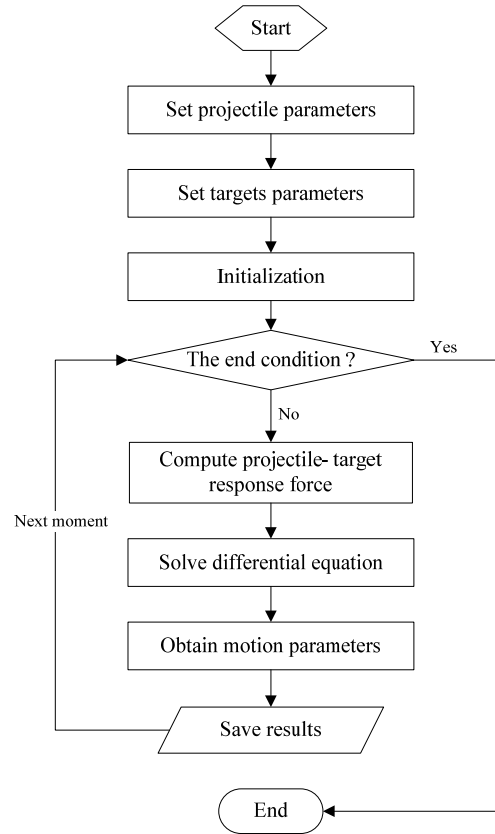 Start
Set projectile parameters
Set targets parameters
Initialization
The end condition ?
Yes
No
Compute projectile- target
response force
Next moment
Solve differential equation
Obtain motion parameters
Save results
End